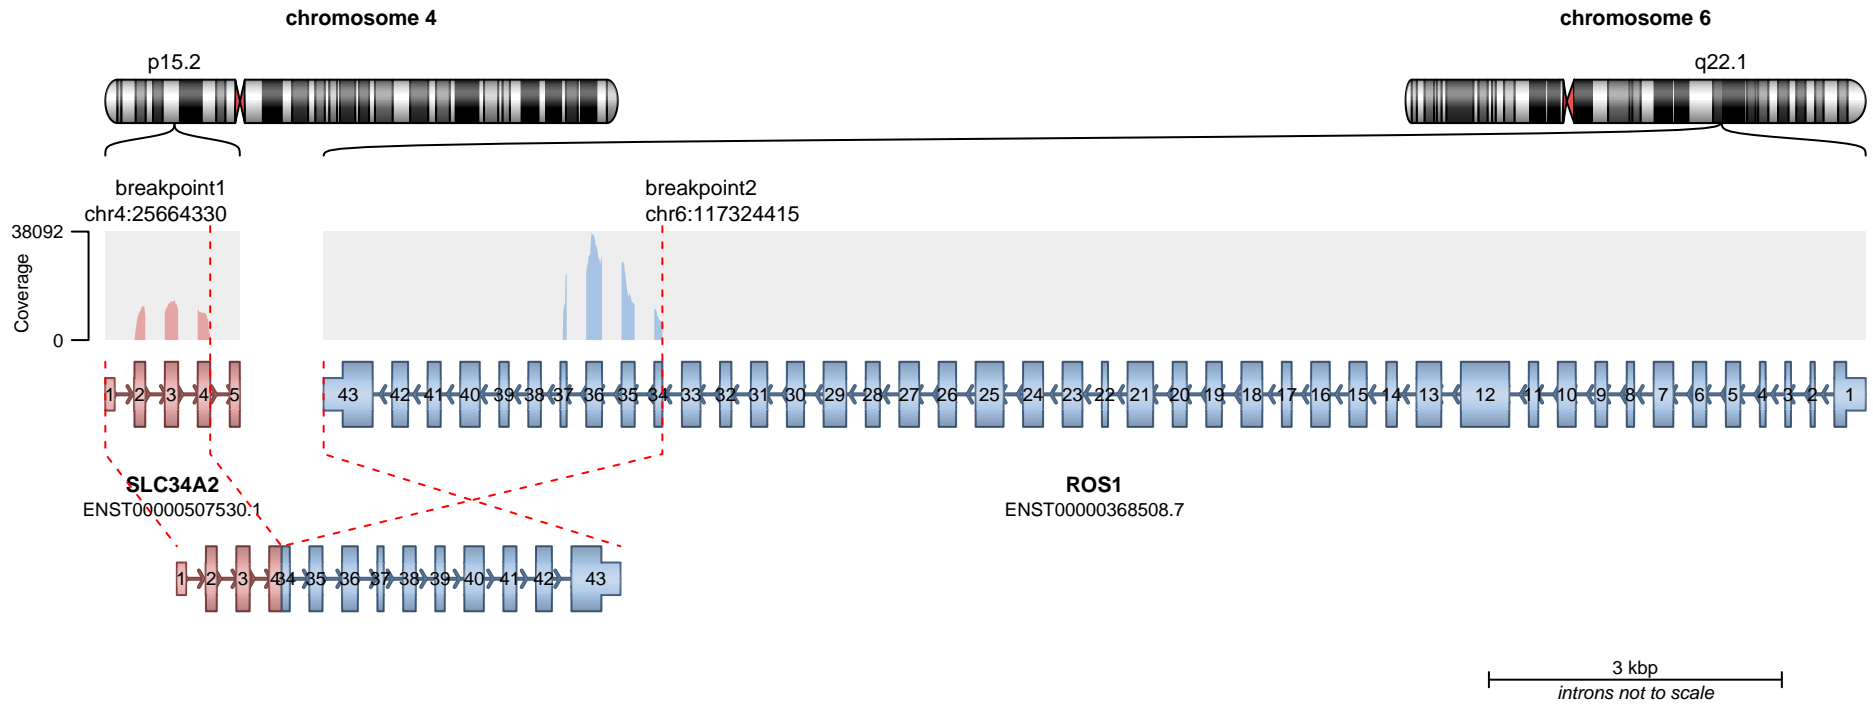 chromosome 4
chromosome 6
p15.2
q22.1
breakpoint1
chr4:25664330
breakpoint2
chr6:117324415
38092
Coverage
0
1 2 3 4 5
43 42 41 40 39 38 37 36 35 34 33 32 31 30 29 28 27 26 25 24 23 22 21 20 19 18 17 16 15 14 13 12 11 10 9 8 7 6 5 4 3 2 1
SLC34A2
ENST00000507530.1
ROS1
ENST00000368508.7
1 2 3 4 34 35 36 37 38 39 40 41 42 43
3 kbp
introns not to scale